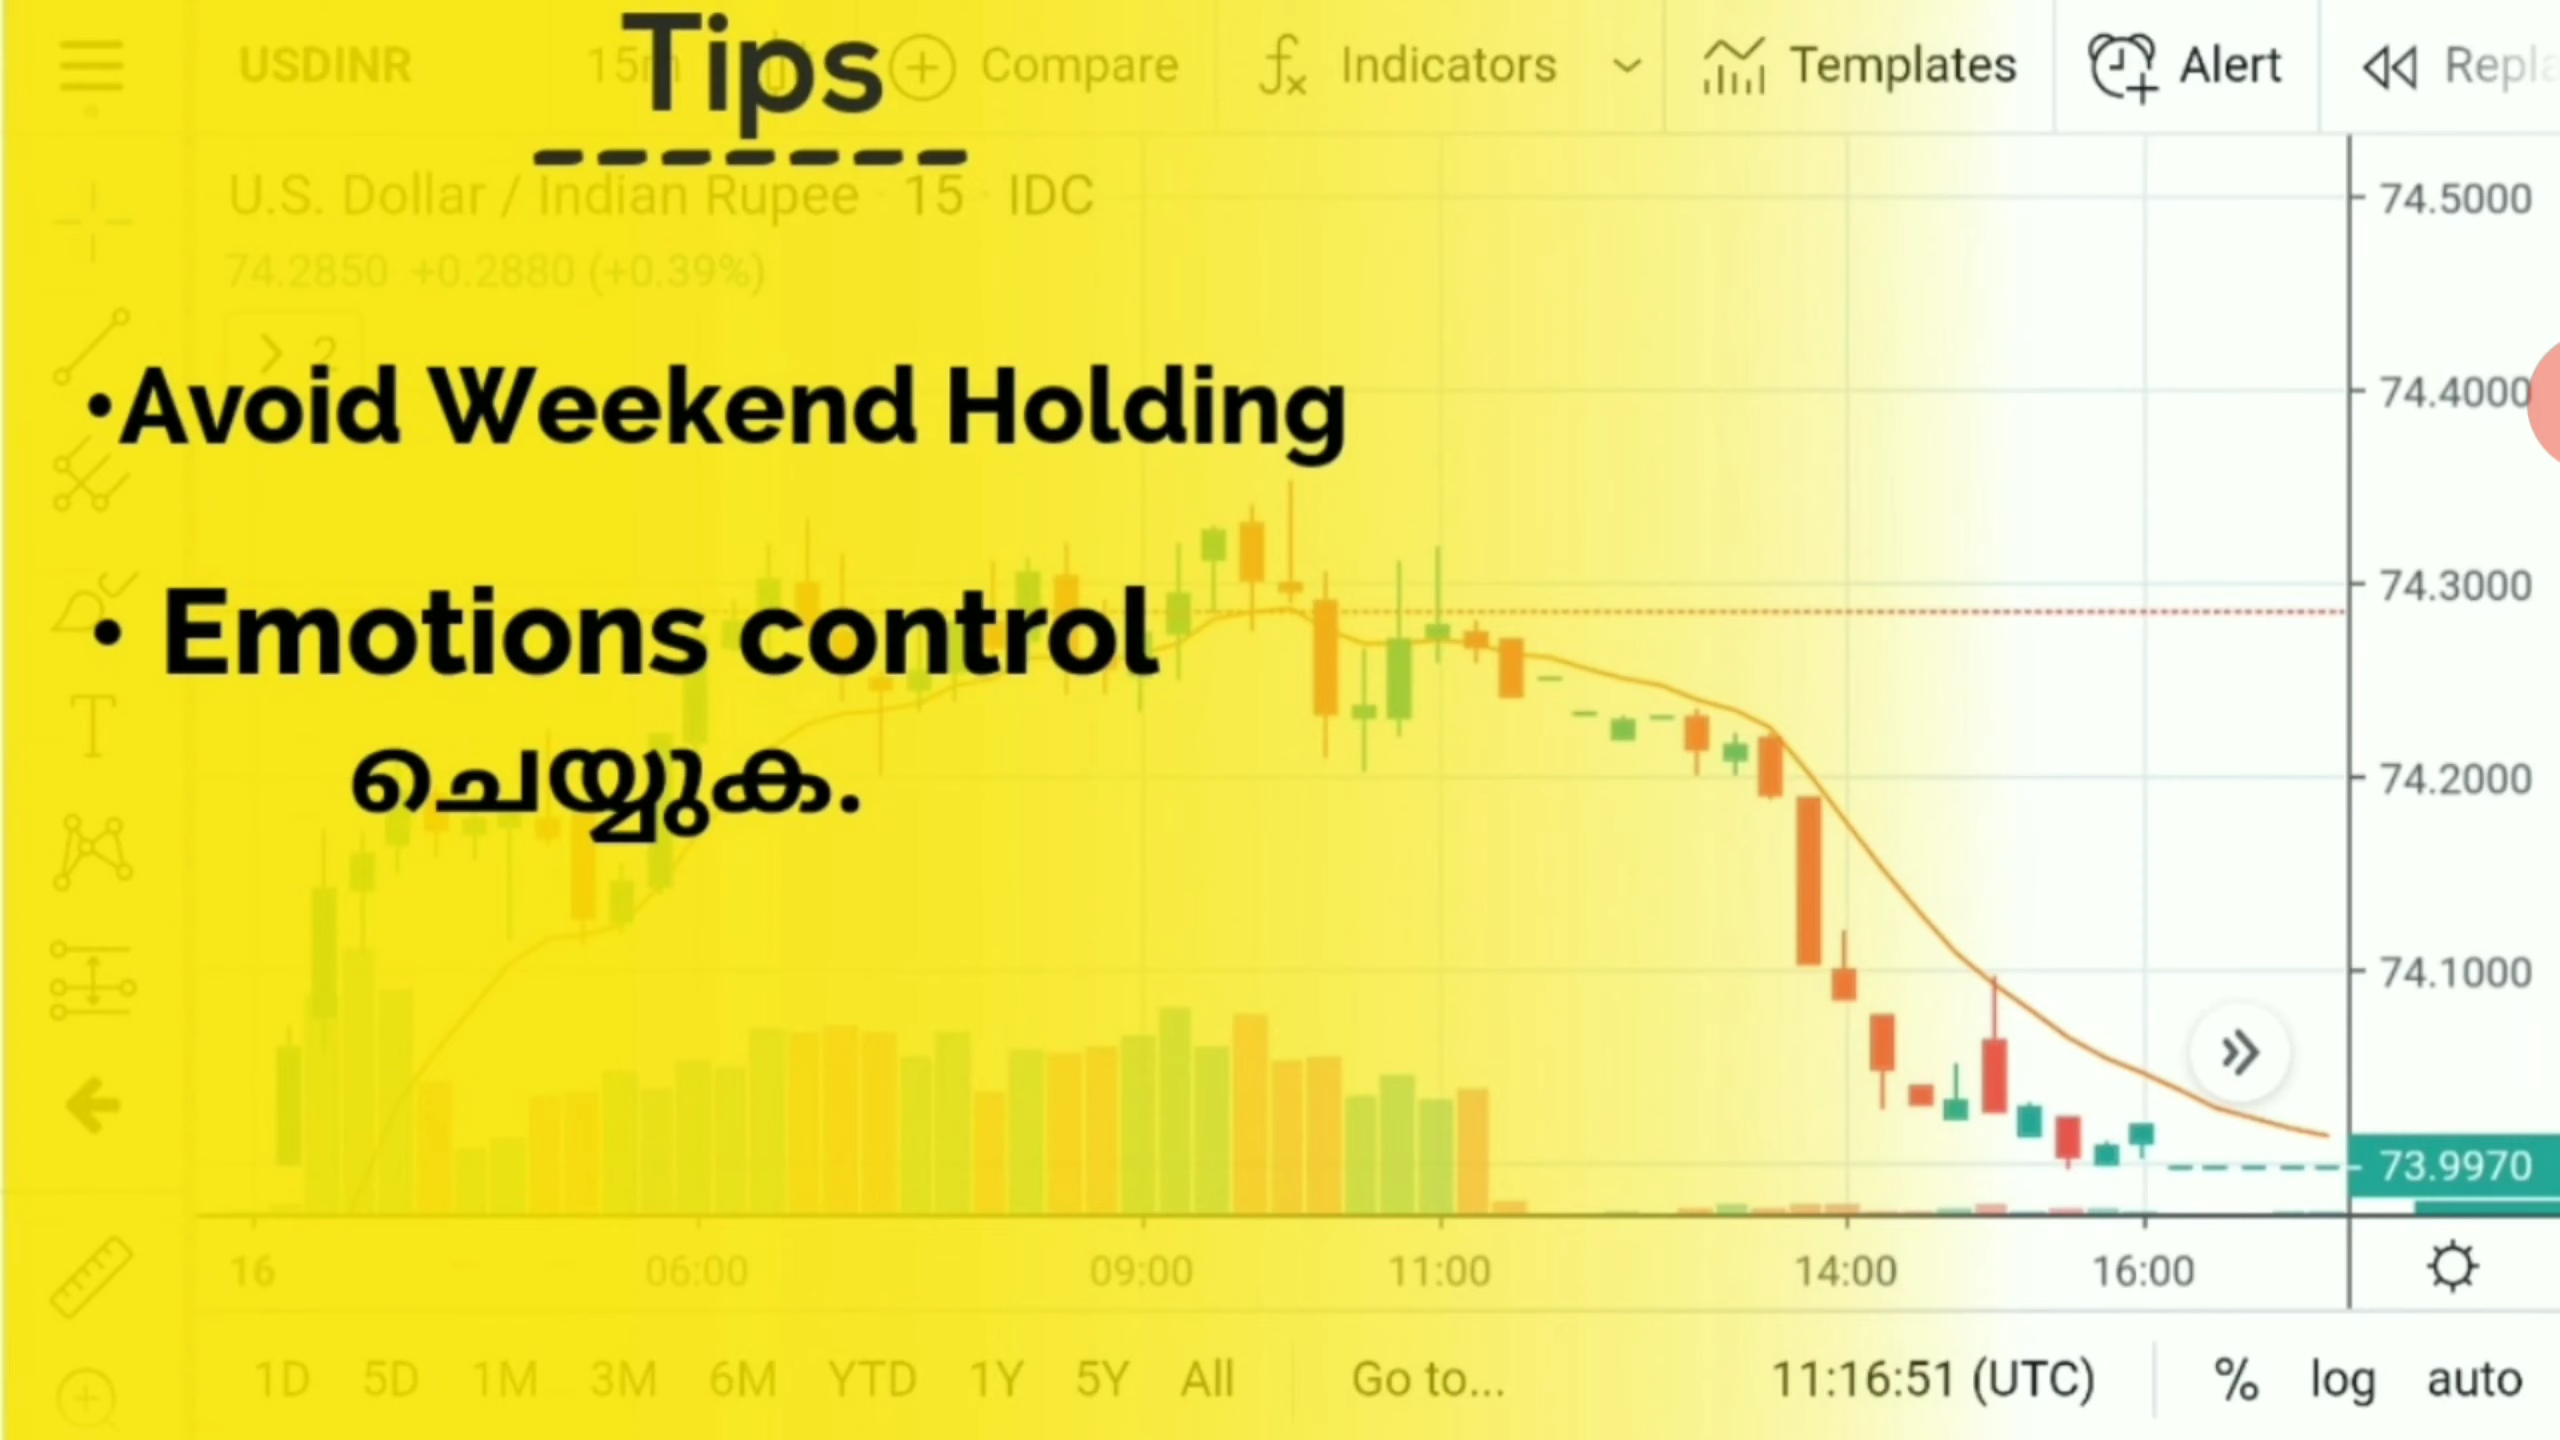 Tips
USDINR
15m
Compare
Indicators
Templates
Alert
U.S. Dollar / Indian Rupee · 15 · IDC
74.2850 +0.2880 (+0.39%)
2
•Avoid Weekend Holding
• Emotions control
ചെയ്യുക.
74.5000
74.4000
74.3000
74.2000
74.1000
73.9970
16 06:00 09:00 11:00 14:00 16:00
1D 5D 1M 3M 6M YTD 1Y 5Y All Go to... 11:16:51 (UTC) % log auto